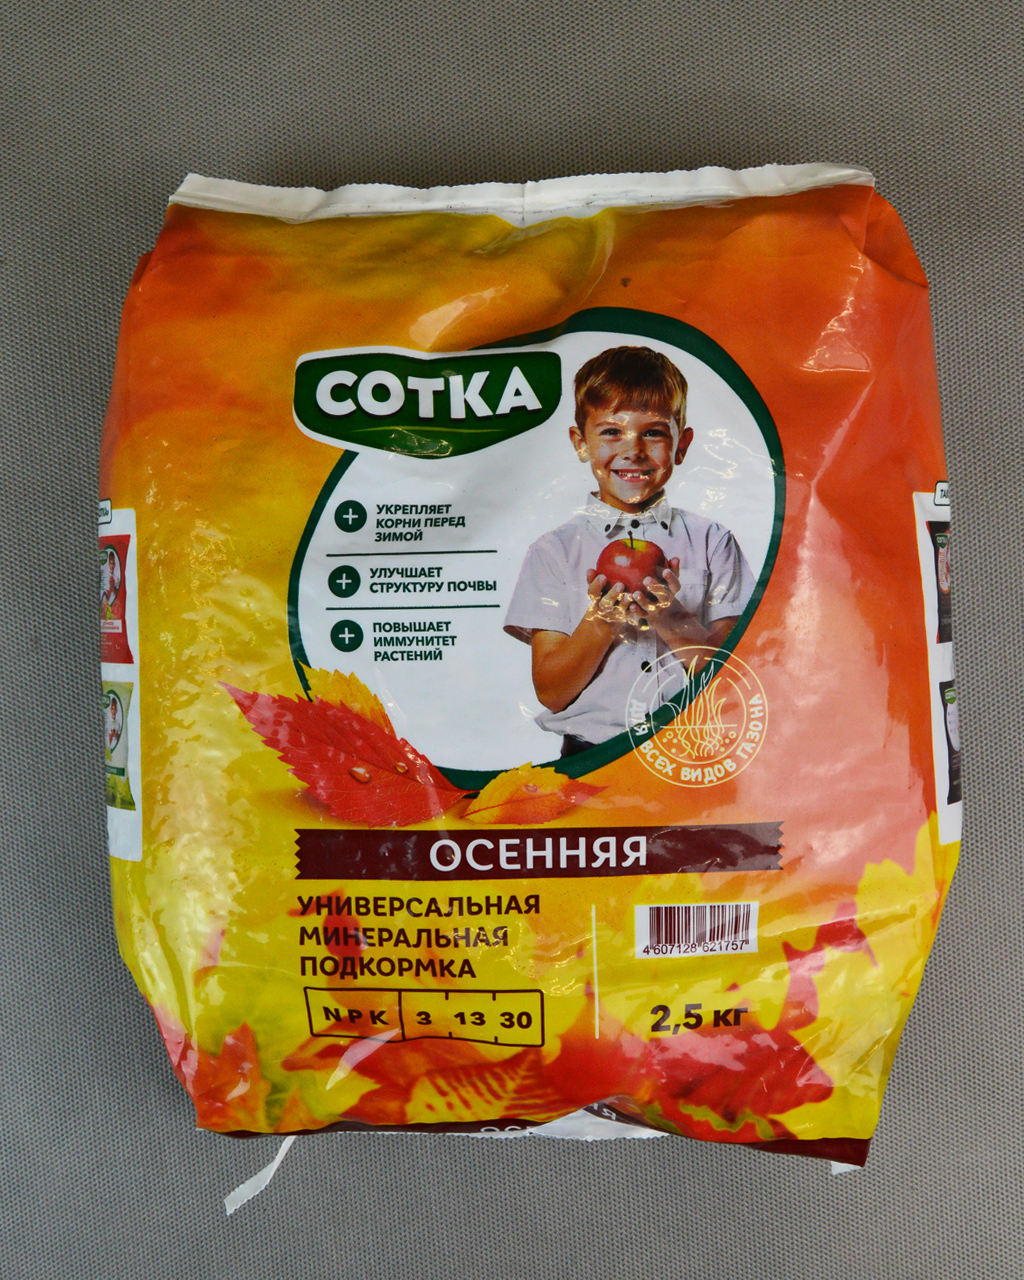 СОТКА
УКРЕПЛЯЕТ
КОРНИ ПЕРЕД
ЗИМОЙ
УЛУЧШАЕТ
СТРУКТУРУ ПОЧВЫ
ПОВЫШАЕТ
ИММУНИТЕТ
РАСТЕНИЙ
ДЛЯ ВСЕХ ВИДОВ ГАЗОНА
ОСЕННЯЯ
УНИВЕРСАЛЬНАЯ
МИНЕРАЛЬНАЯ
ПОДКОРМКА
N P K 3 13 30
4 607128 621757
2,5 кг